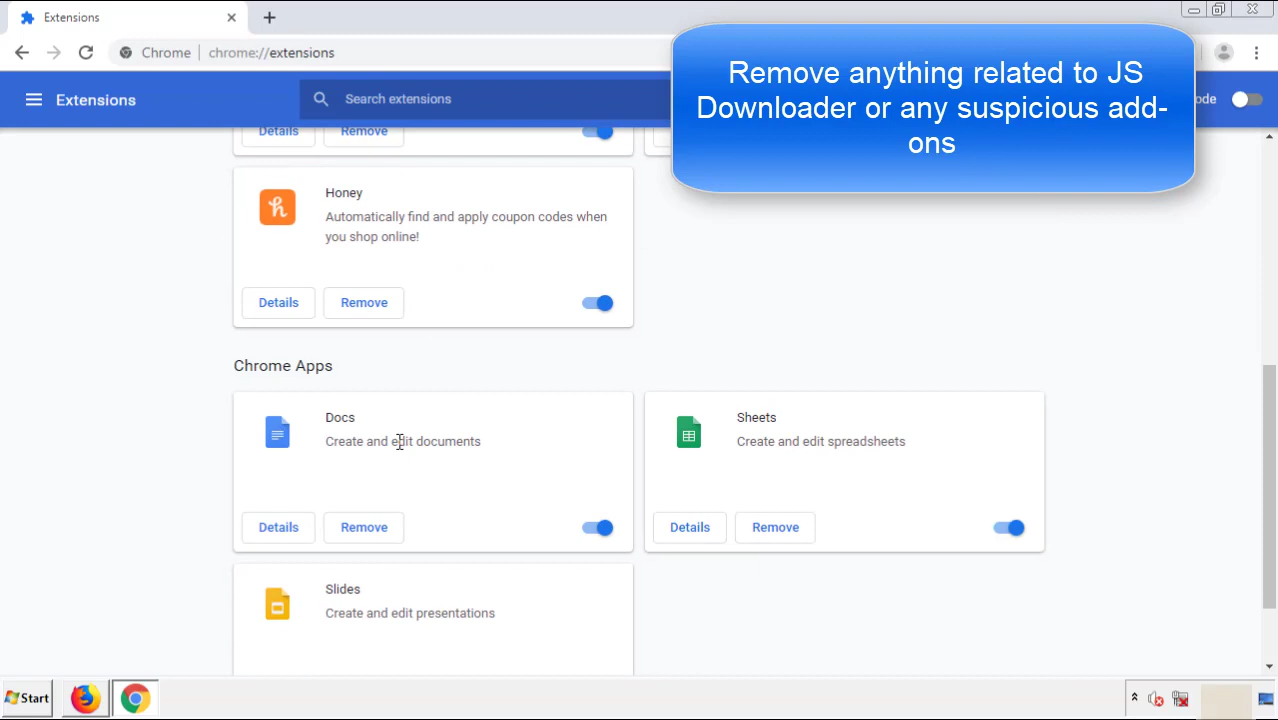 Extensions
Chrome
chrome://extensions
Remove anything related to JS
Downloader or any suspicious add-
ons
Extensions
Search extensions
ode
Details
Remove
Honey
Automatically find and apply coupon codes when
you shop online!
Details
Remove
Chrome Apps
Docs
Create and edit documents
Details
Remove
Sheets
Create and edit spreadsheets
Details
Remove
Slides
Create and edit presentations
Start